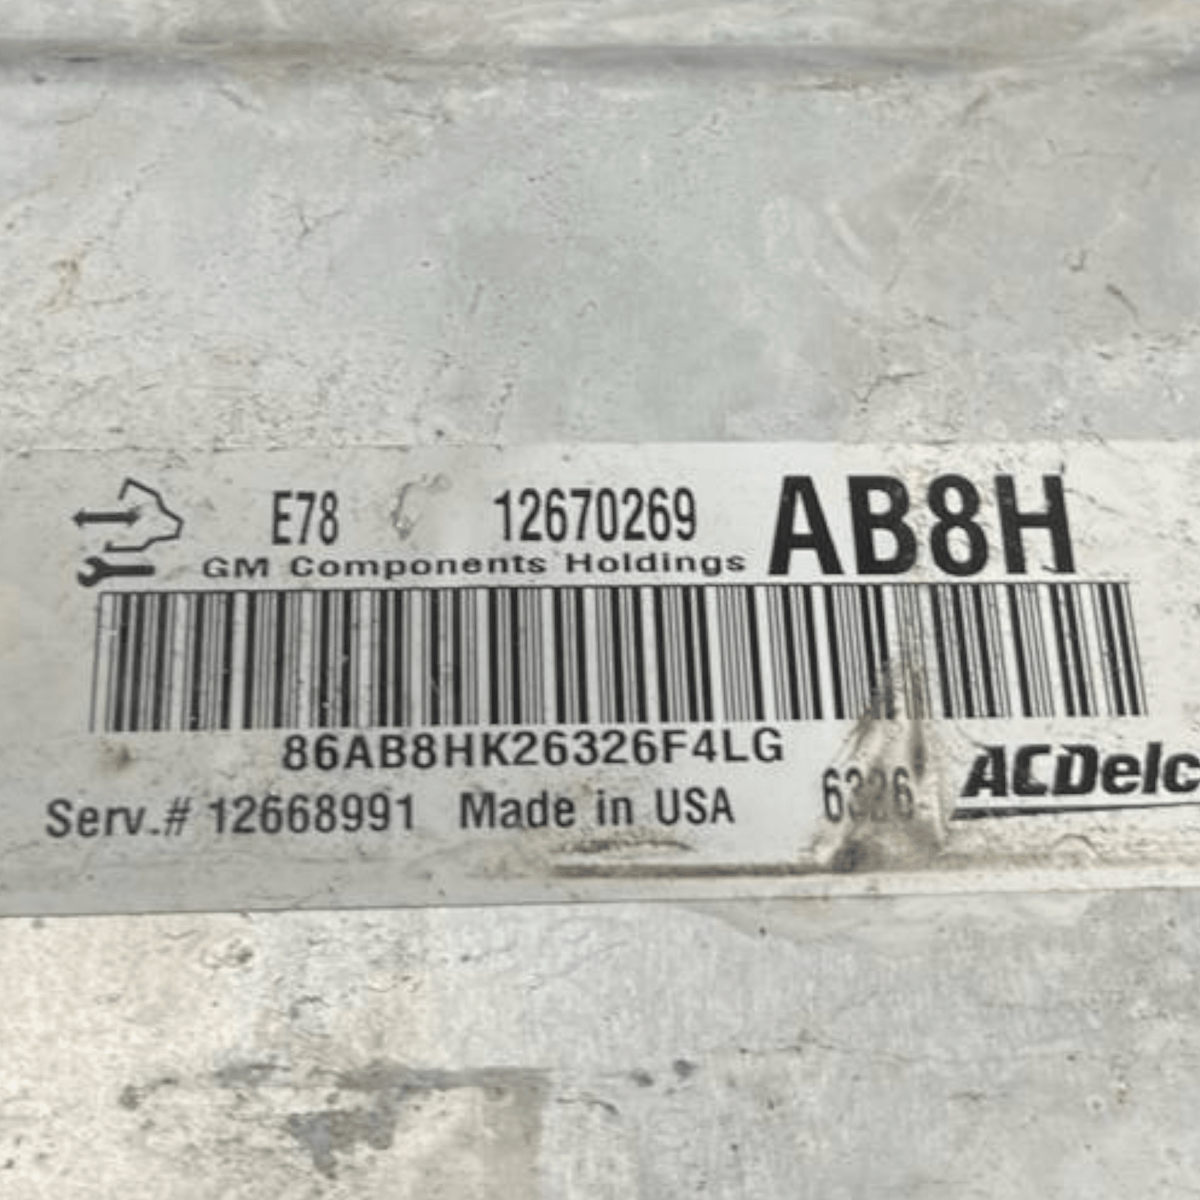 E78 12670269 AB8H
GM Components Holdings
86AB8HK26326F4LG
Serv.# 12668991 Made in USA 6326 ACDelc